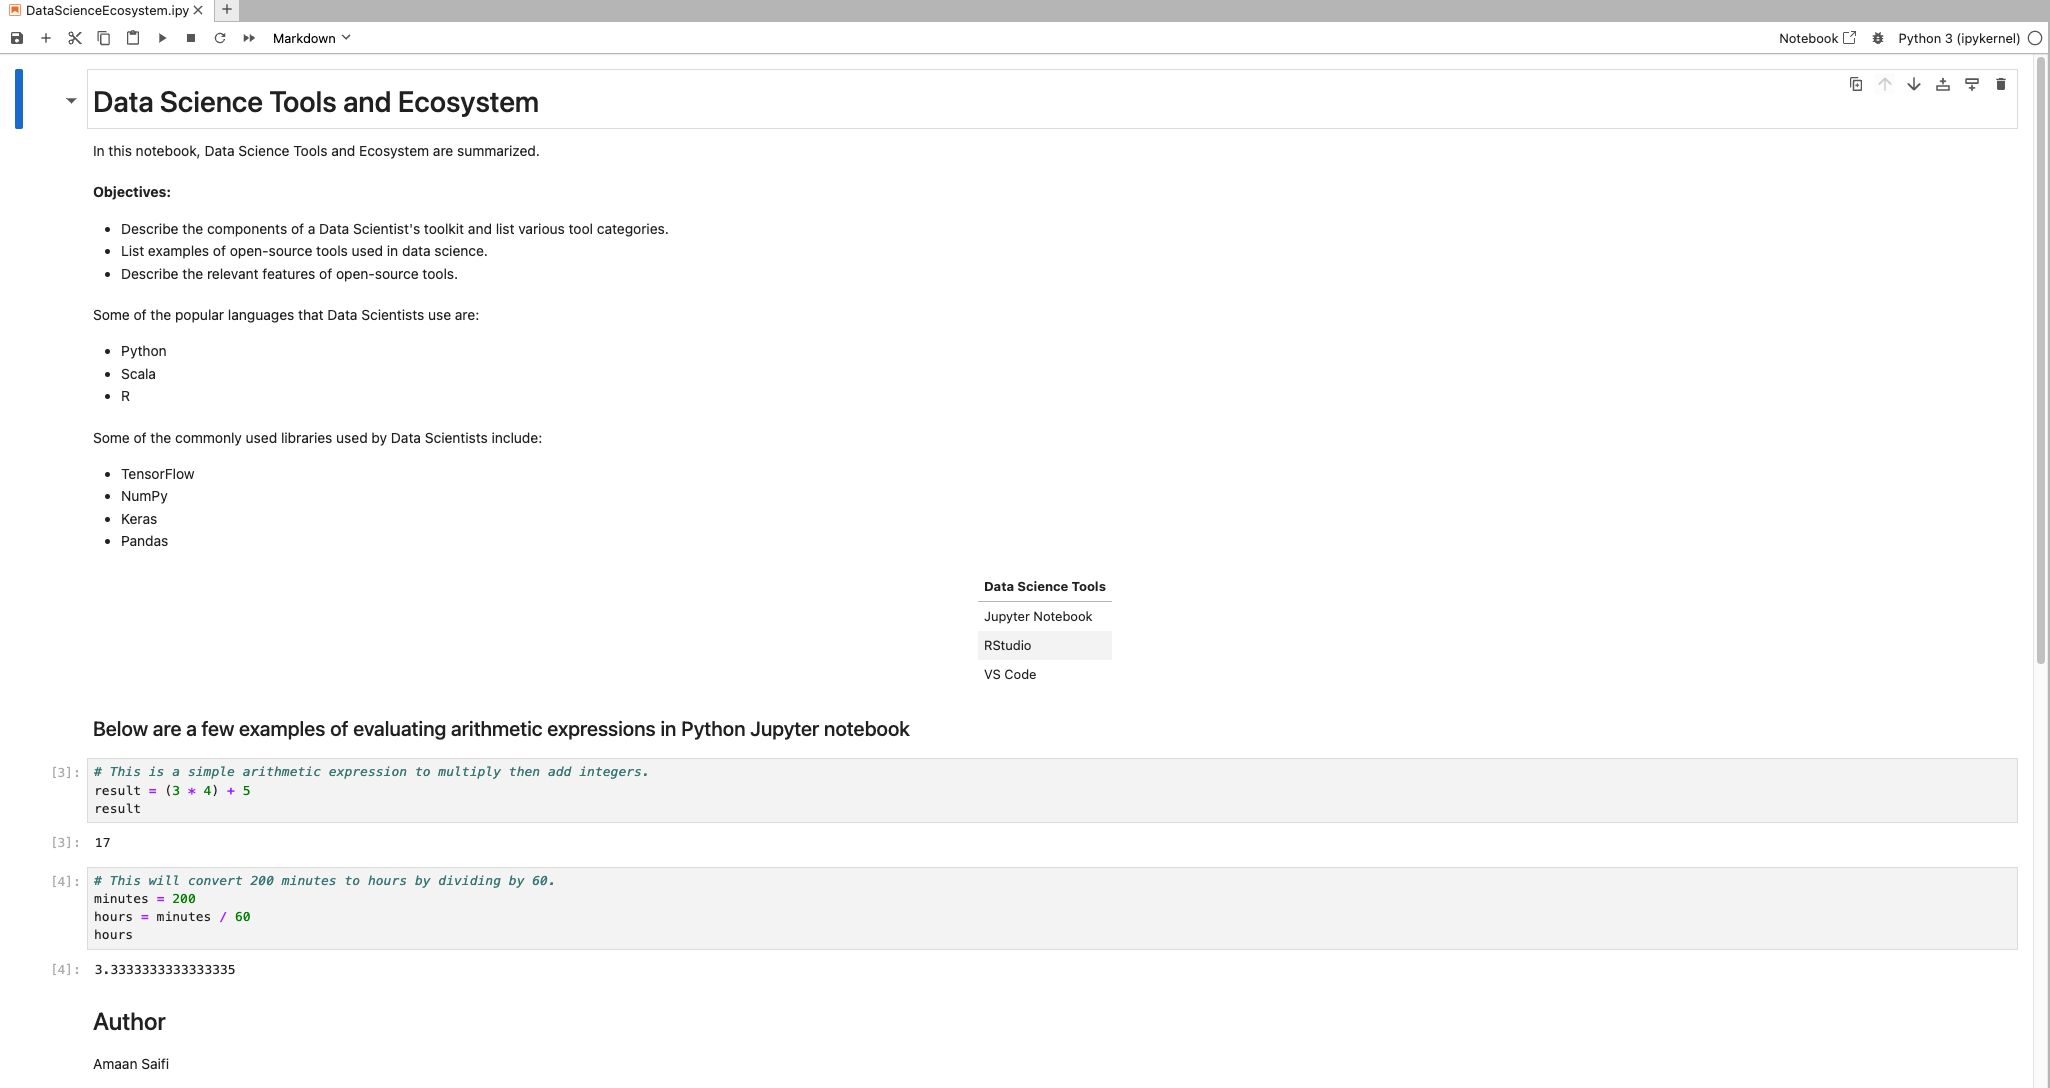 DataScienceEcosystem.ipy
Markdown
Notebook
Python 3 (ipykernel)
Data Science Tools and Ecosystem
In this notebook, Data Science Tools and Ecosystem are summarized.
Objectives:
• Describe the components of a Data Scientist's toolkit and list various tool categories.
• List examples of open-source tools used in data science.
• Describe the relevant features of open-source tools.
Some of the popular languages that Data Scientists use are:
• Python
• Scala
• R
Some of the commonly used libraries used by Data Scientists include:
• TensorFlow
• NumPy
• Keras
• Pandas
Data Science Tools
Jupyter Notebook
RStudio
VS Code
Below are a few examples of evaluating arithmetic expressions in Python Jupyter notebook
[3]: # This is a simple arithmetic expression to multiply then add integers.
result = (3 * 4) + 5
result
[3]: 17
[4]: # This will convert 200 minutes to hours by dividing by 60.
minutes = 200
hours = minutes / 60
hours
[4]: 3.3333333333333335
Author
Amaan Saifi